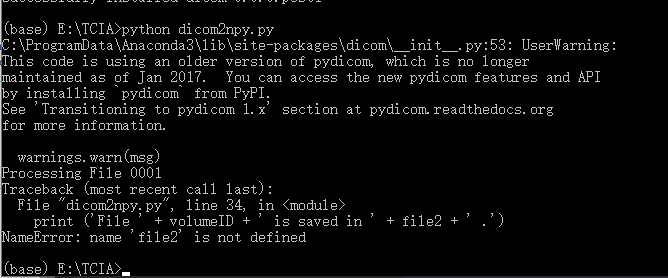 (base) E:\TCIA>python dicom2npy.py
C:\ProgramData\Anaconda3\lib\site-packages\dicom\__init__.py:53: UserWarning:
This code is using an older version of pydicom, which is no longer
maintained as of Jan 2017.  You can access the new pydicom features and API
by installing `pydicom` from PyPI.
See 'Transitioning to pydicom 1.x' section at pydicom.readthedocs.org
for more information.
  warnings.warn(msg)
Processing File 0001
Traceback (most recent call last):
  File "dicom2npy.py", line 34, in <module>
    print ('File ' + volumeID + ' is saved in ' + file2 + ' .')
NameError: name 'file2' is not defined
(base) E:\TCIA>